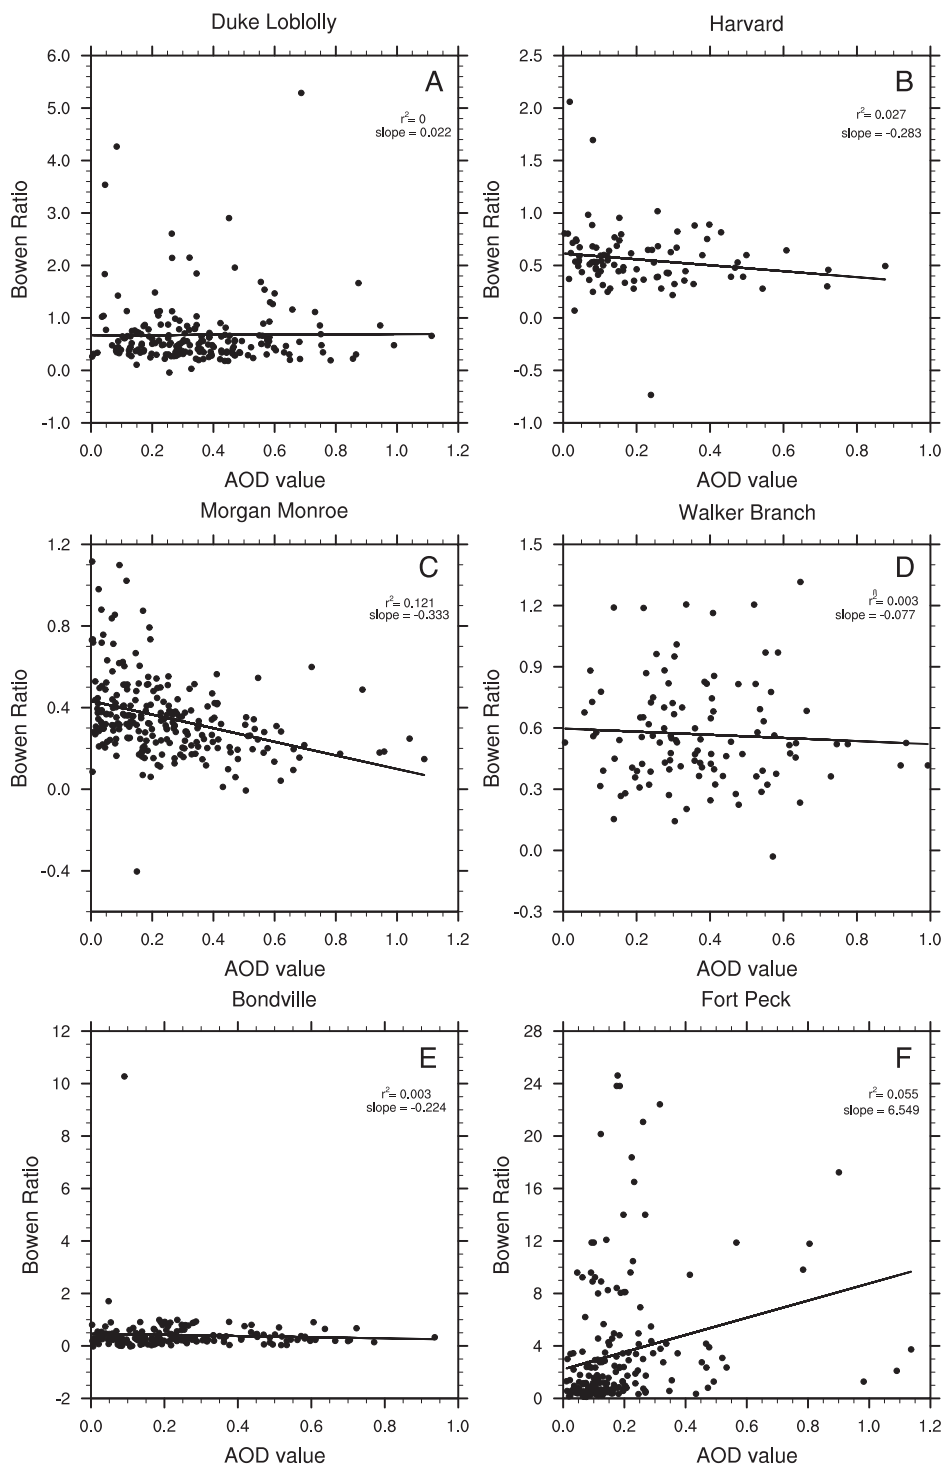 Duke Loblolly
6.0
5.0
4.0
3.0
2.0
1.0
0.0
-1.0
Bowen Ratio
A
r²= 0
slope = 0.022
0.0 0.2 0.4 0.6 0.8 1.0 1.2
AOD value
Harvard
2.5
2.0
1.5
1.0
0.5
0.0
-0.5
-1.0
Bowen Ratio
B
r²= 0.027
slope = -0.283
0.0 0.2 0.4 0.6 0.8 1.0
AOD value
Morgan Monroe
1.2
0.8
0.4
0.0
-0.4
Bowen Ratio
C
r²= 0.121
slope = -0.333
0.0 0.2 0.4 0.6 0.8 1.0 1.2
AOD value
Walker Branch
1.5
1.2
0.9
0.6
0.3
0.0
-0.3
Bowen Ratio
D
r²= 0.003
slope = -0.077
0.0 0.2 0.4 0.6 0.8 1.0
AOD value
Bondville
12
10
8
6
4
2
0
-2
Bowen Ratio
E
r²= 0.003
slope = -0.224
0.0 0.2 0.4 0.6 0.8 1.0
AOD value
Fort Peck
28
24
20
16
12
8
4
0
Bowen Ratio
F
r²= 0.055
slope = 6.549
0.0 0.2 0.4 0.6 0.8 1.0 1.2
AOD value